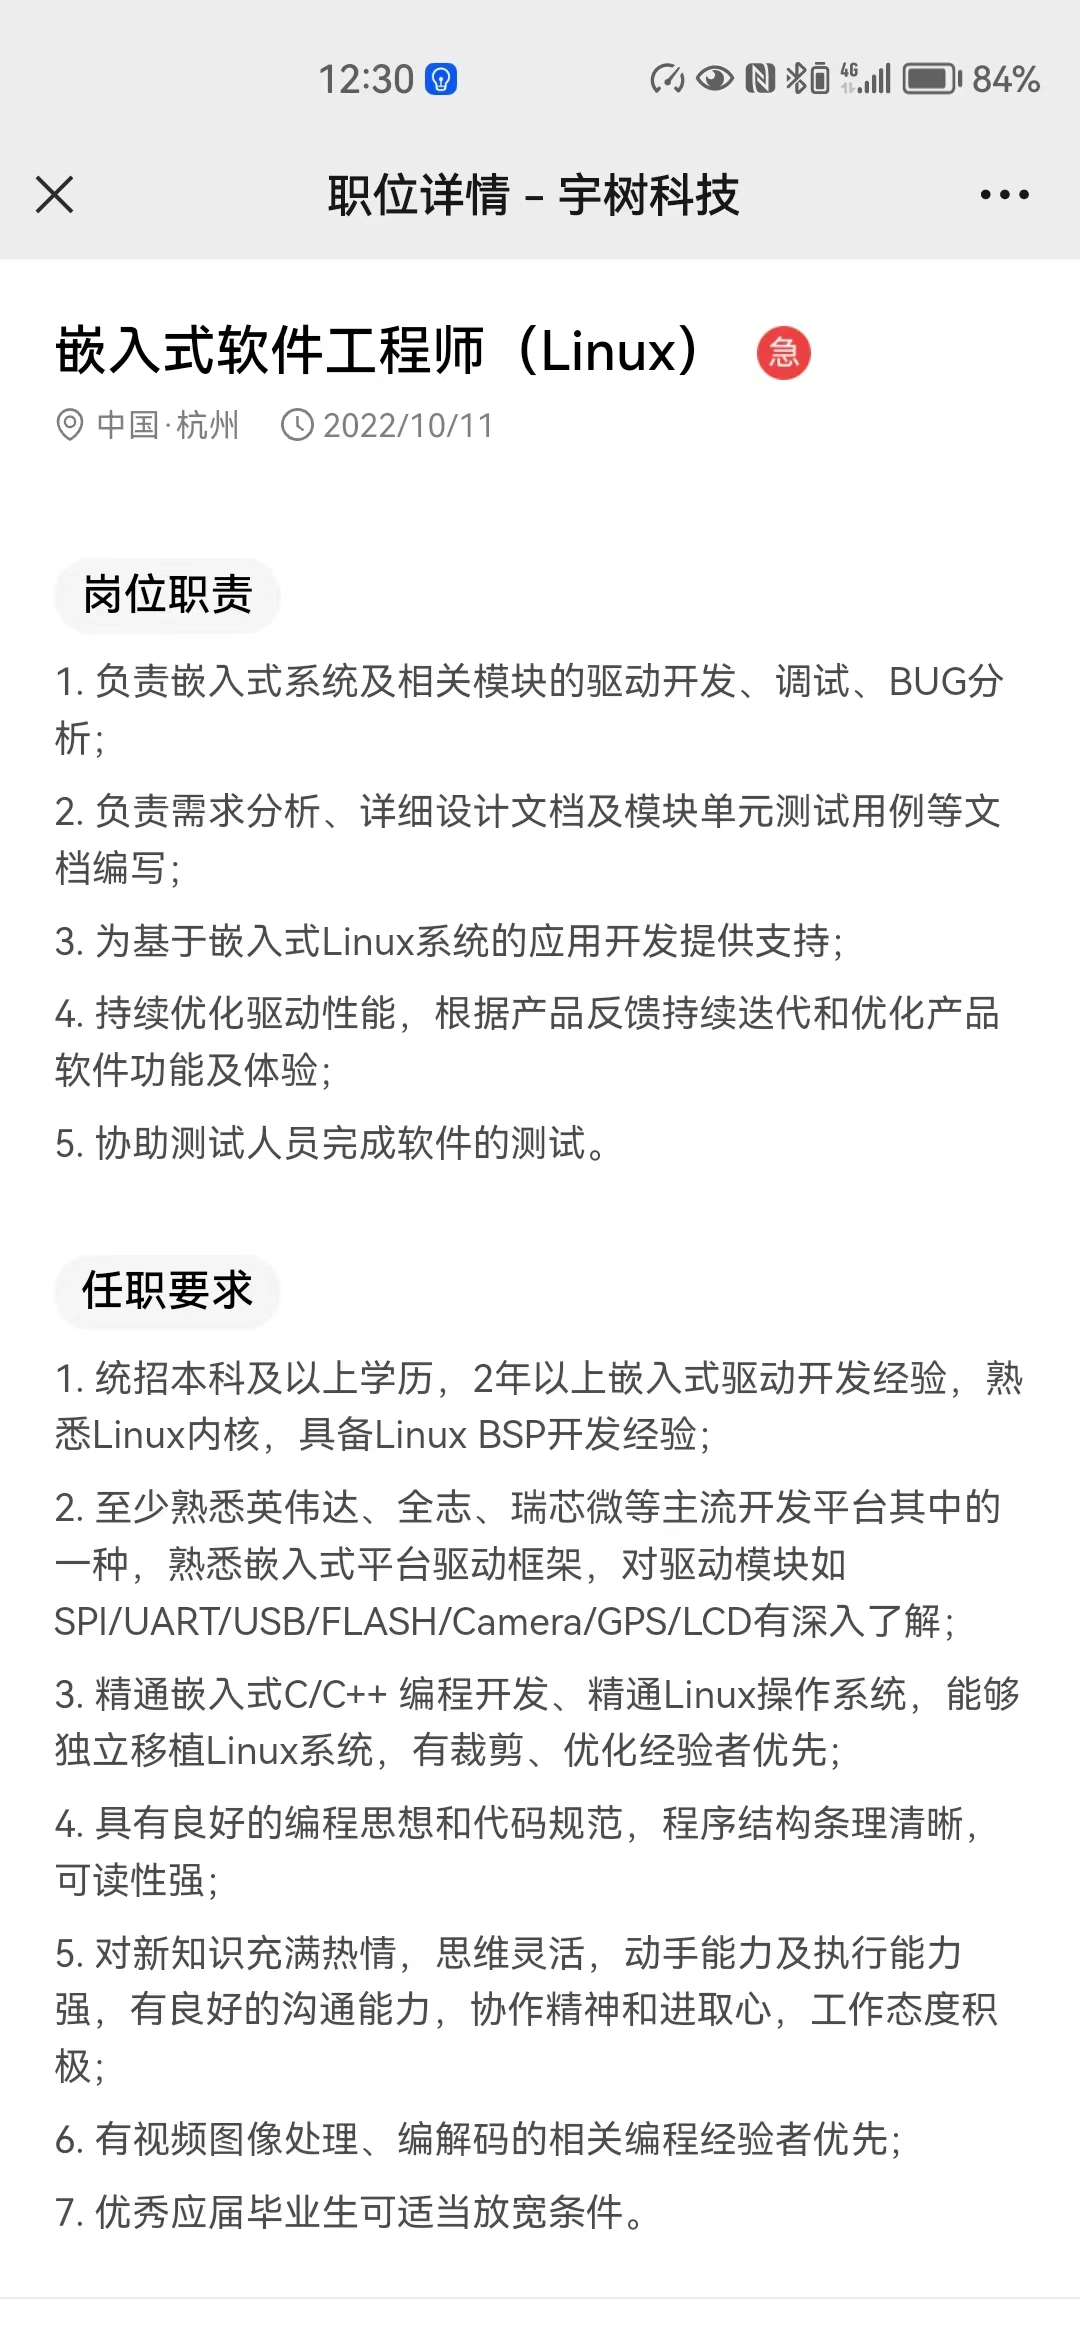 12:30 4G 84%
职位详情 – 宇树科技
嵌入式软件工程师（Linux） 急
中国·杭州 2022/10/11
岗位职责
1. 负责嵌入式系统及相关模块的驱动开发、调试、BUG分
析；
2. 负责需求分析、详细设计文档及模块单元测试用例等文
档编写；
3. 为基于嵌入式Linux系统的应用开发提供支持；
4. 持续优化驱动性能，根据产品反馈持续迭代和优化产品
软件功能及体验；
5. 协助测试人员完成软件的测试。
任职要求
1. 统招本科及以上学历，2年以上嵌入式驱动开发经验，熟
悉Linux内核，具备Linux BSP开发经验；
2. 至少熟悉英伟达、全志、瑞芯微等主流开发平台其中的
一种，熟悉嵌入式平台驱动框架，对驱动模块如
SPI/UART/USB/FLASH/Camera/GPS/LCD有深入了解；
3. 精通嵌入式C/C++ 编程开发、精通Linux操作系统，能够
独立移植Linux系统，有裁剪、优化经验者优先；
4. 具有良好的编程思想和代码规范，程序结构条理清晰，
可读性强；
5. 对新知识充满热情，思维灵活，动手能力及执行能力
强，有良好的沟通能力，协作精神和进取心，工作态度积
极；
6. 有视频图像处理、编解码的相关编程经验者优先；
7. 优秀应届毕业生可适当放宽条件。